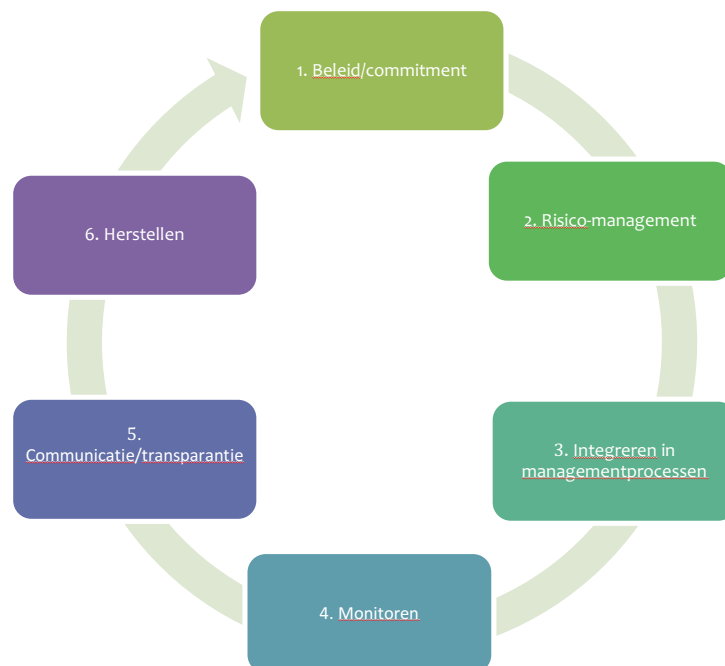 1. Beleid/commitment
2. Risico-management
3. Integreren in
managementprocessen
4. Monitoren
5.
Communicatie/transparantie
6. Herstellen